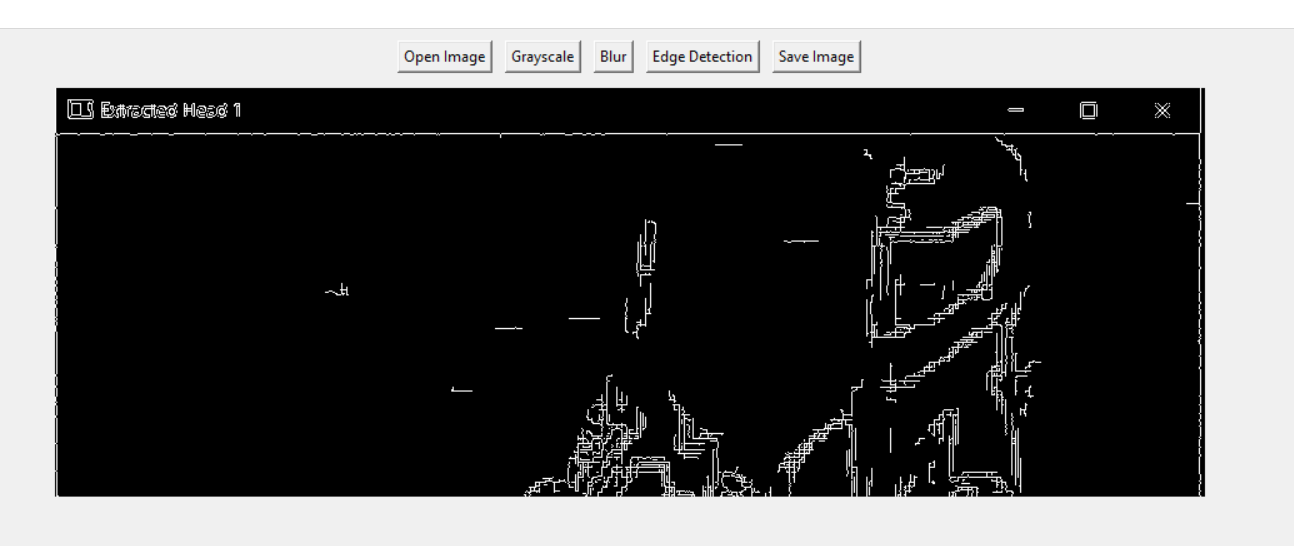 Open Image Grayscale Blur Edge Detection Save Image
Extracted Head 1